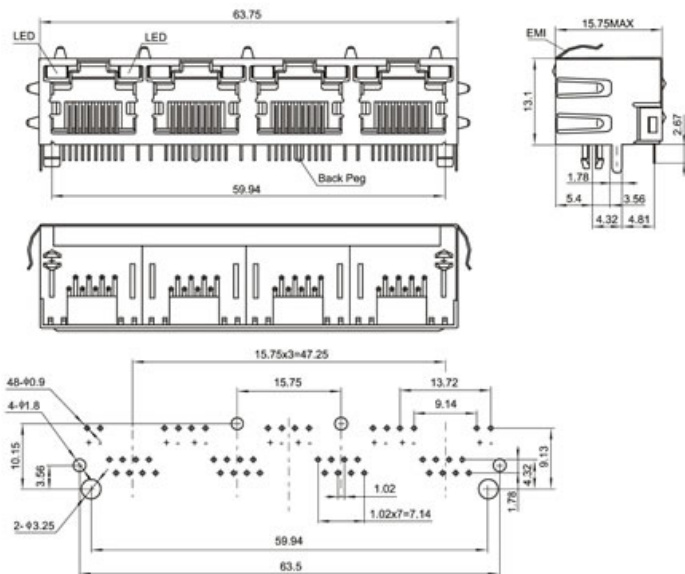 63.75
LED
LED
Back Peg
59.94
15.75MAX
EMI
13.1
2.67
1.78
5.4
3.56
4.32
4.81
15.75x3=47.25
15.75
13.72
9.14
48-φ0.9
4-φ1.8
10.15
3.56
2-φ3.25
1.02
1.02x7=7.14
9.13
4.32
1.78
59.94
63.5